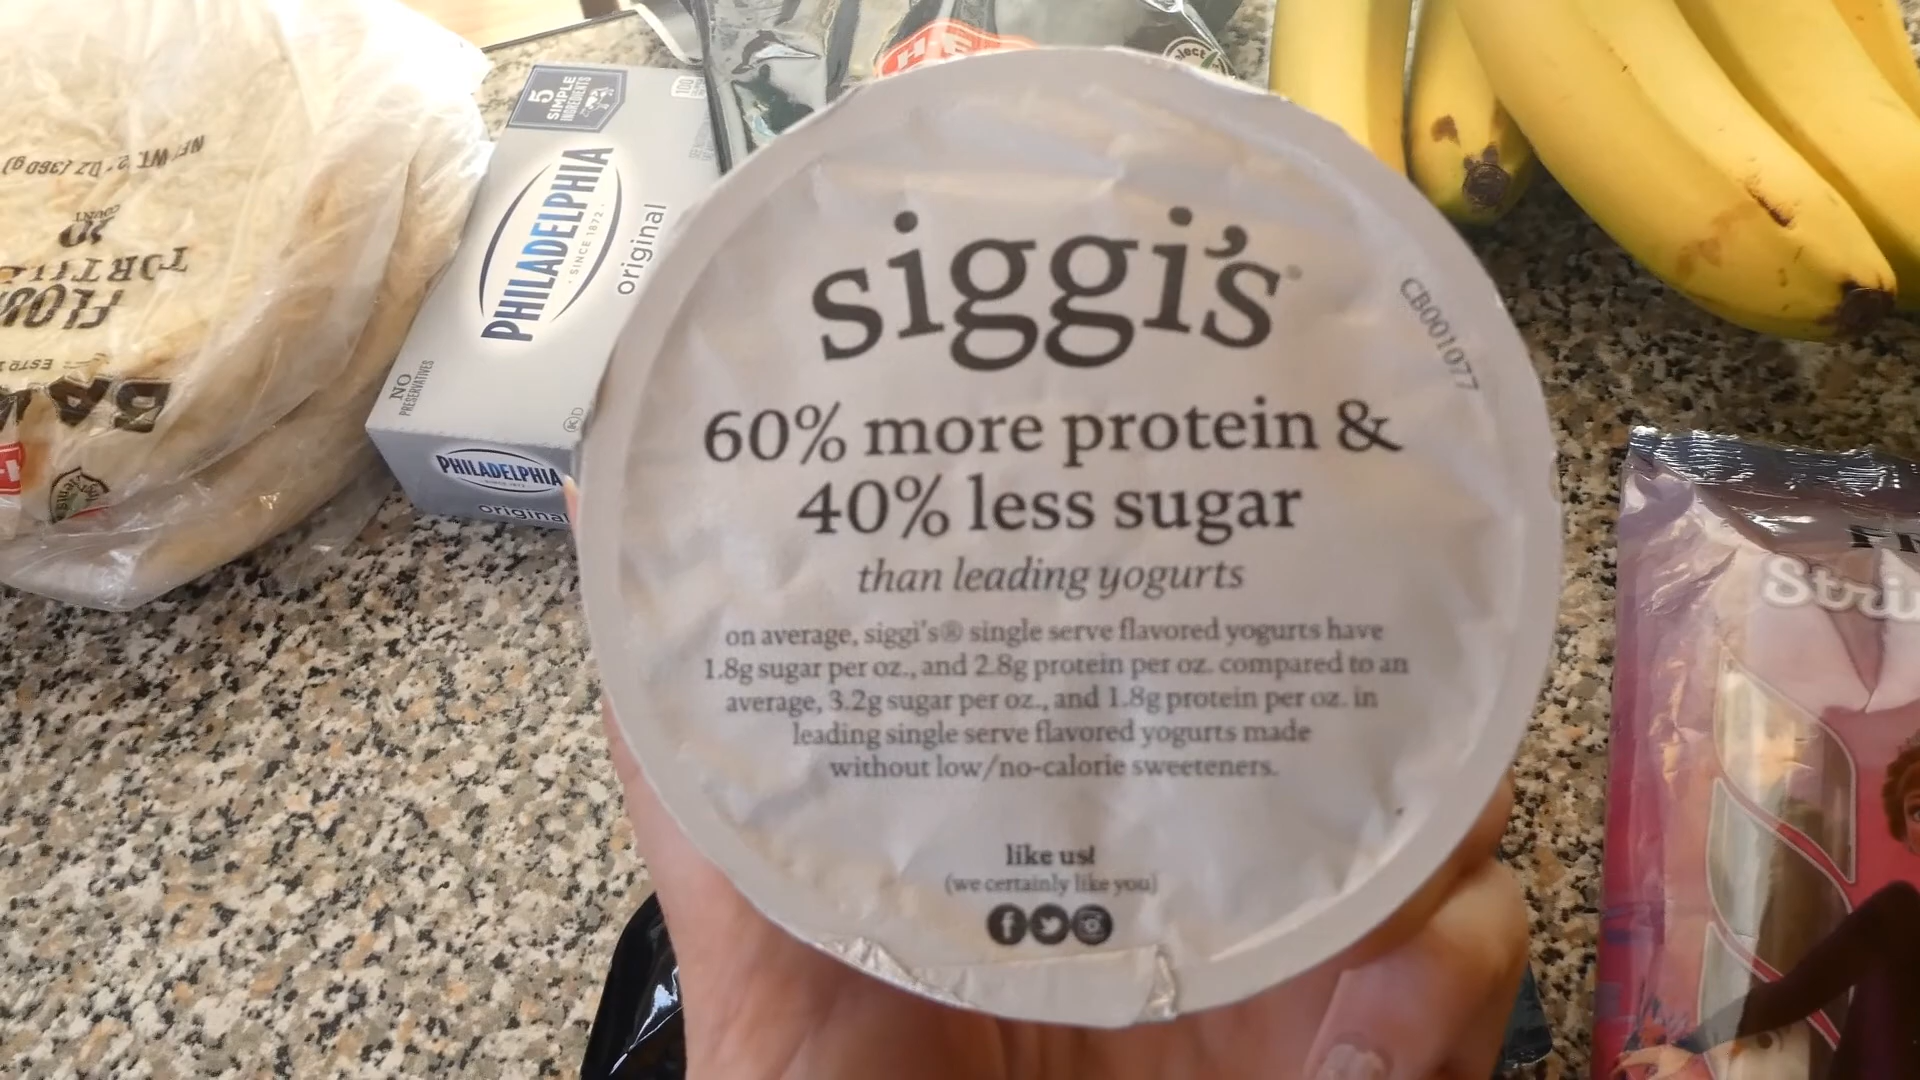 siggi's®
60% more protein &
40% less sugar
than leading yogurts
on average, siggi's® single serve flavored yogurts have
1.8g sugar per oz., and 2.8g protein per oz. compared to an
average, 3.2g sugar per oz., and 1.8g protein per oz. in
leading single serve flavored yogurts made
without low/no-calorie sweeteners.
like us!
(we certainly like you)
CB001077
5
SIMPLE
INGREDIENTS
PHILADELPHIA
SINCE 1872
original
NO
PRESERVATIVES
PHILADELPHIA
original
COUNT